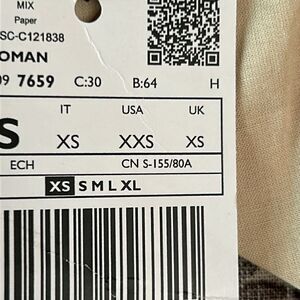 MIX
Paper
SC-C121838
OMAN
09 7659 C:30 B:64 H
S IT USA UK
XS XXS XS
ECH CN S-155/80A
XS S M L XL